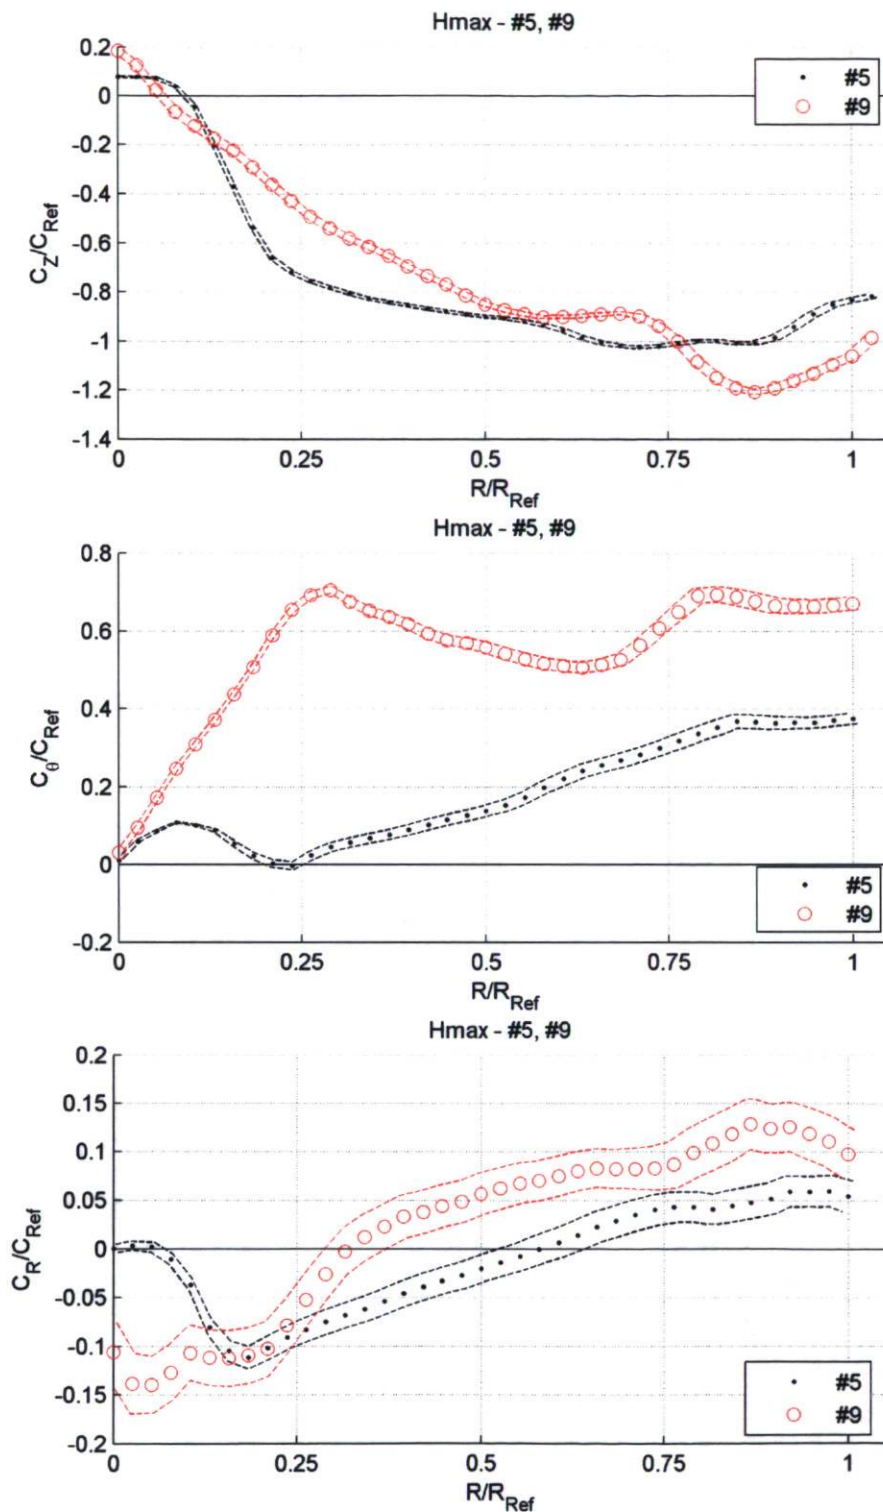 Hmax - #5, #9
0.2
0
-0.2
-0.4
-0.6
-0.8
-1
-1.2
-1.4
C_Z/C_Ref
#5
#9
0 0.25 0.5 0.75 1
R/R_Ref
Hmax - #5, #9
0.8
0.6
0.4
0.2
0
-0.2
C_θ/C_Ref
#5
#9
0 0.25 0.5 0.75 1
R/R_Ref
Hmax - #5, #9
0.2
0.15
0.1
0.05
0
-0.05
-0.1
-0.15
-0.2
C_R/C_Ref
#5
#9
0 0.25 0.5 0.75 1
R/R_Ref